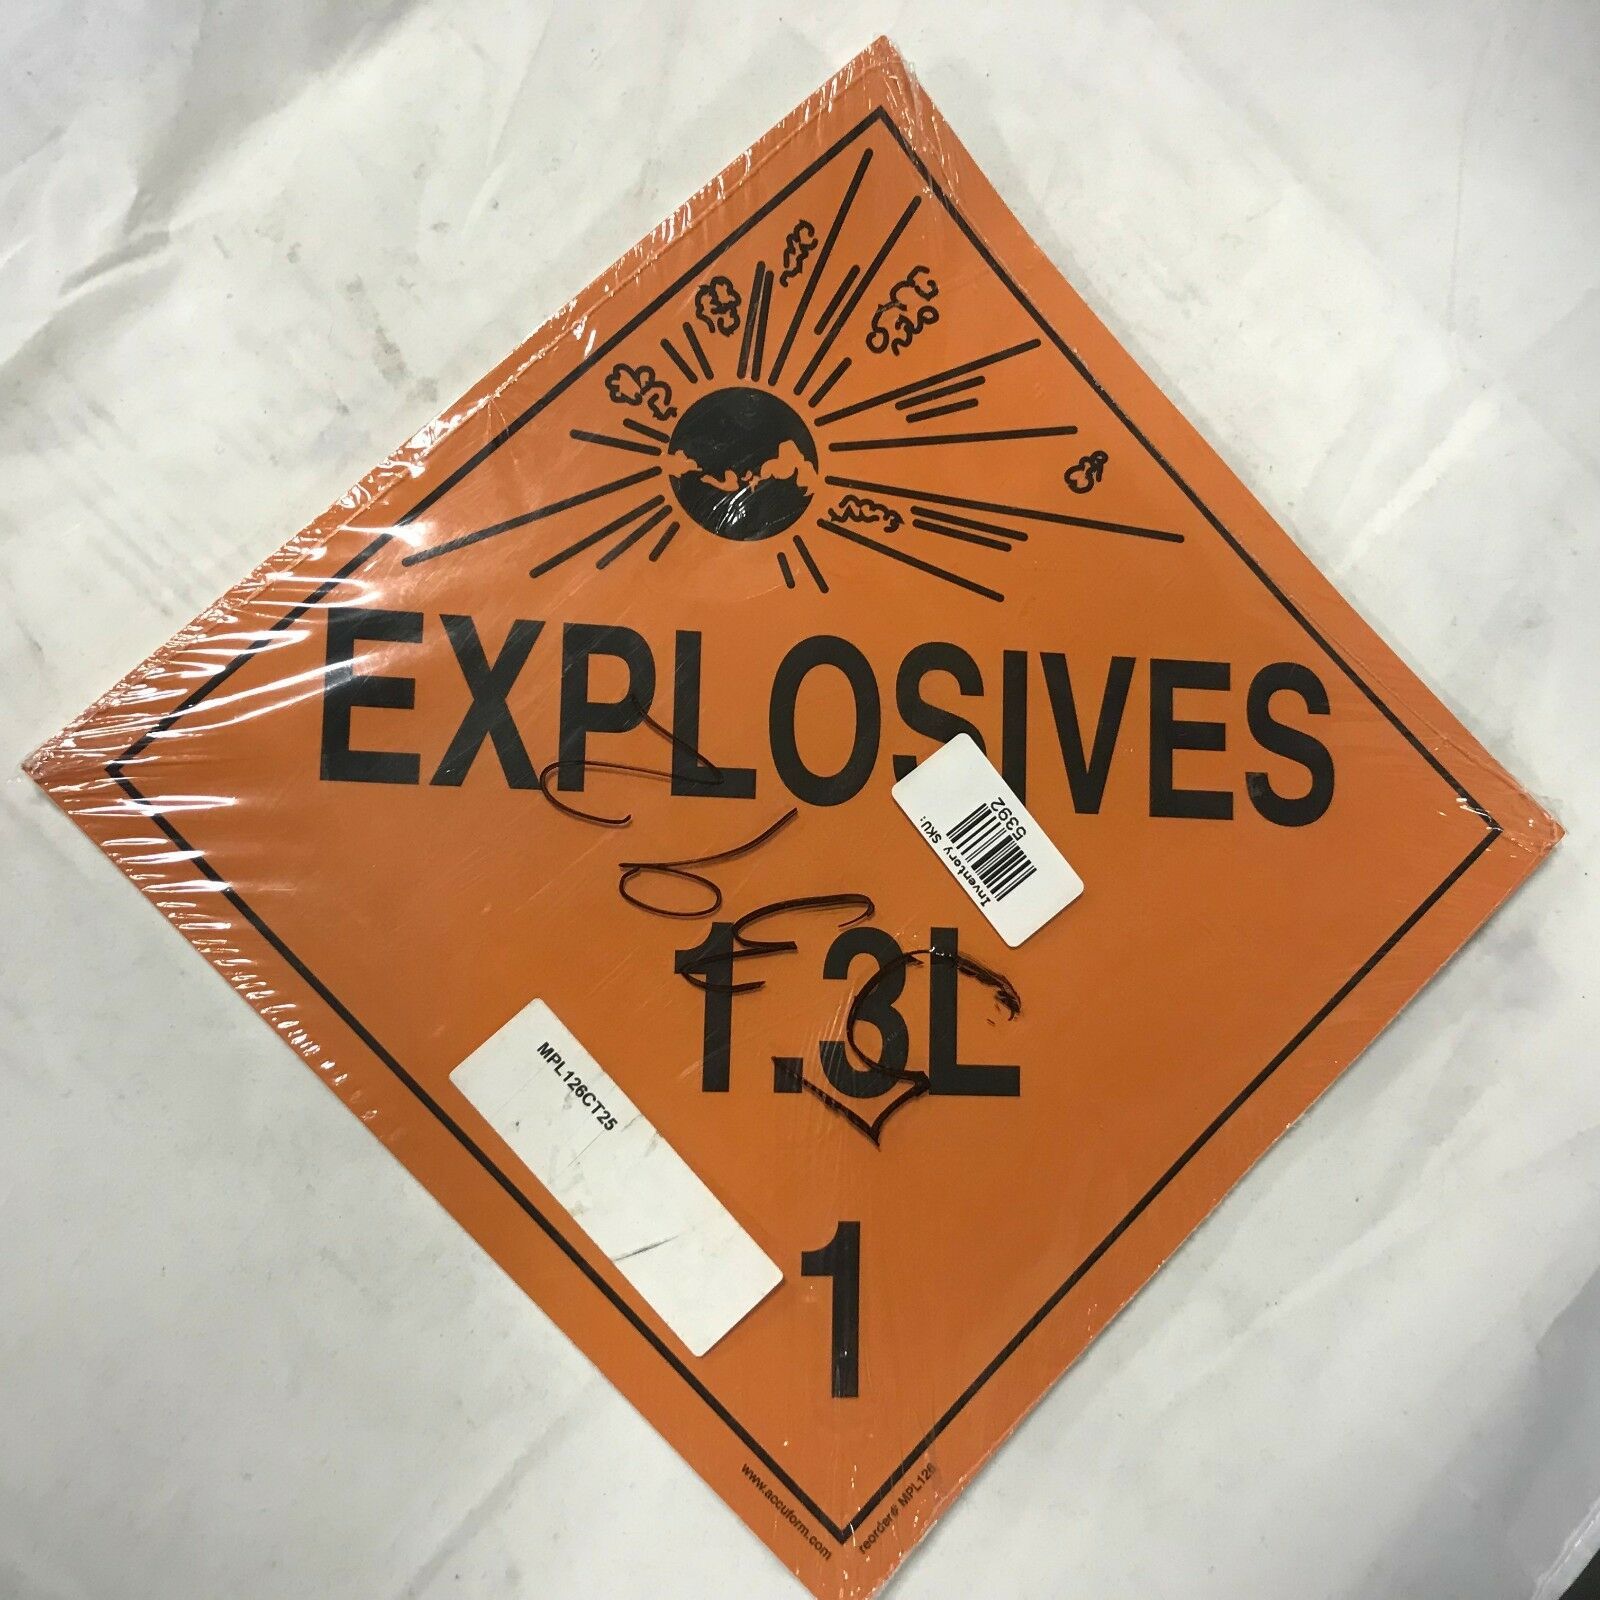 EXPLOSIVES
Inventory SKU:
5392
1.3L
MPL126CT25
1
www.accuform.com
reorder# MPL126